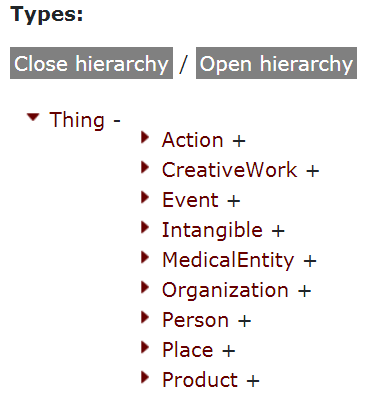 Types:
Close hierarchy / Open hierarchy
Thing -
Action +
CreativeWork +
Event +
Intangible +
MedicalEntity +
Organization +
Person +
Place +
Product +